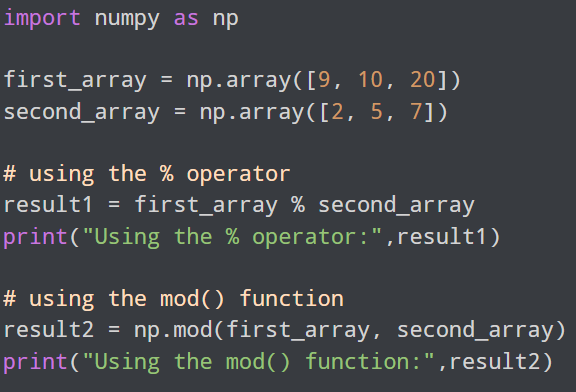 import numpy as np
first_array = np.array([9, 10, 20])
second_array = np.array([2, 5, 7])
# using the % operator
result1 = first_array % second_array
print("Using the % operator:",result1)
# using the mod() function
result2 = np.mod(first_array, second_array)
print("Using the mod() function:",result2)